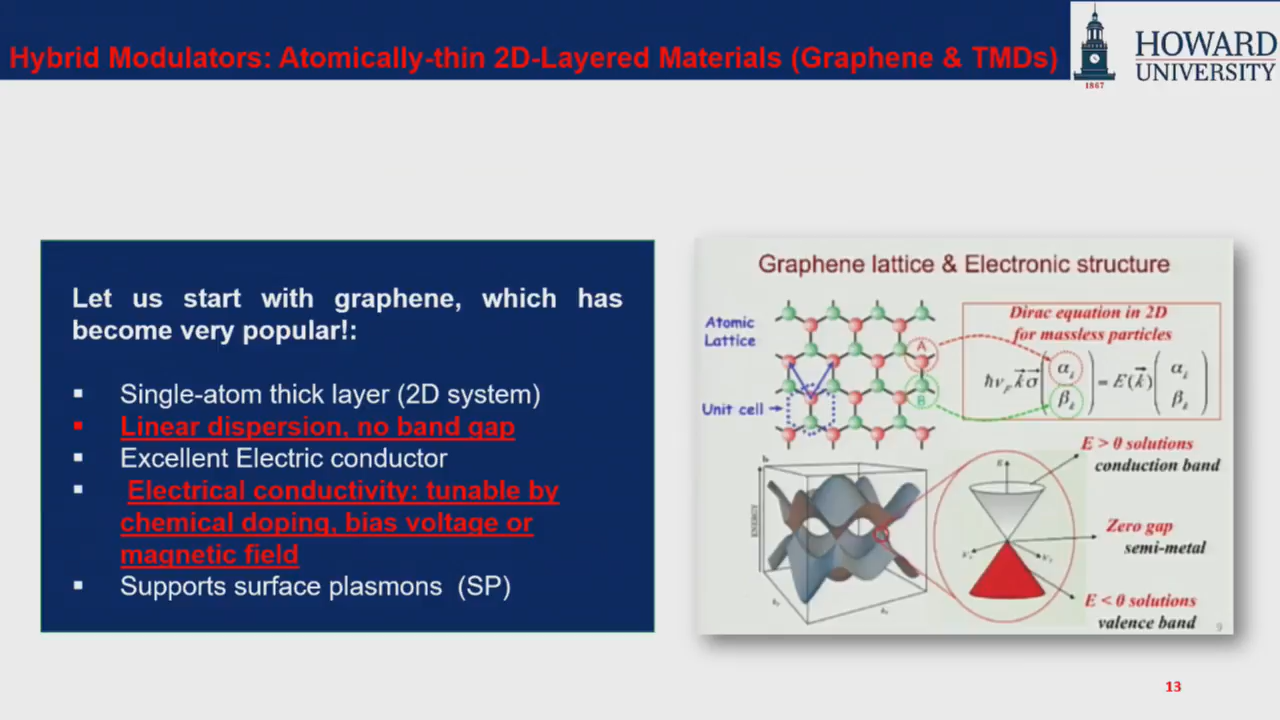 Hybrid Modulators: Atomically-thin 2D-Layered Materials (Graphene & TMDs)
HOWARD
UNIVERSITY
1867
Let us start with graphene, which has
become very popular!:
▪ Single-atom thick layer (2D system)
▪ Linear dispersion, no band gap
▪ Excellent Electric conductor
▪ Electrical conductivity: tunable by
chemical doping, bias voltage or
magnetic field
▪ Supports surface plasmons (SP)
Graphene lattice & Electronic structure
Atomic
Lattice
Unit cell
A
B
Dirac equation in 2D
for massless particles
E > 0 solutions
conduction band
ENERGY
Zero gap
semi-metal
E < 0 solutions
valence band
9
13